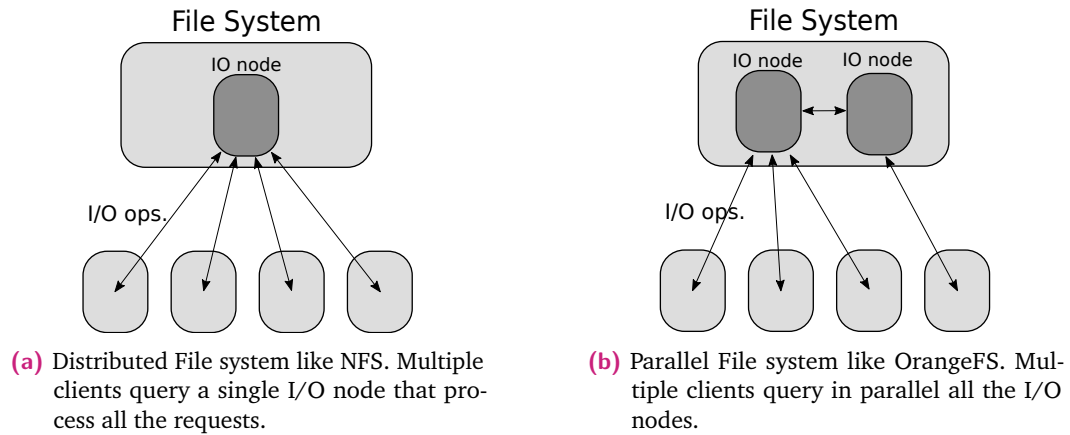 File System
IO node
I/O ops.
(a) Distributed File system like NFS. Multiple
clients query a single I/O node that pro-
cess all the requests.
File System
IO node
IO node
I/O ops.
(b) Parallel File system like OrangeFS. Mul-
tiple clients query in parallel all the I/O
nodes.